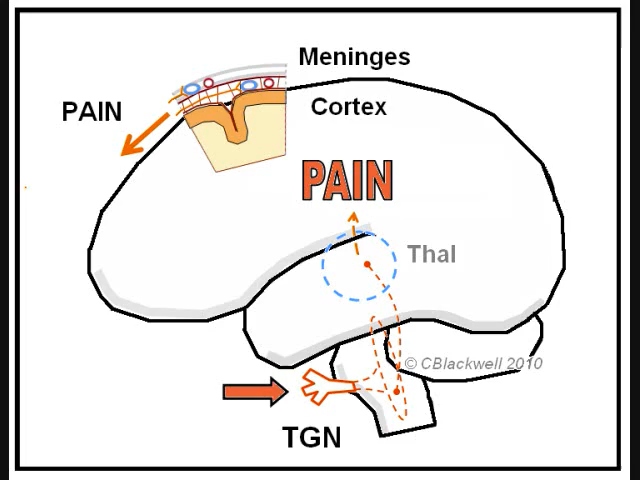 Meninges
PAIN
Cortex
PAIN
Thal
© CBlackwell 2010
TGN